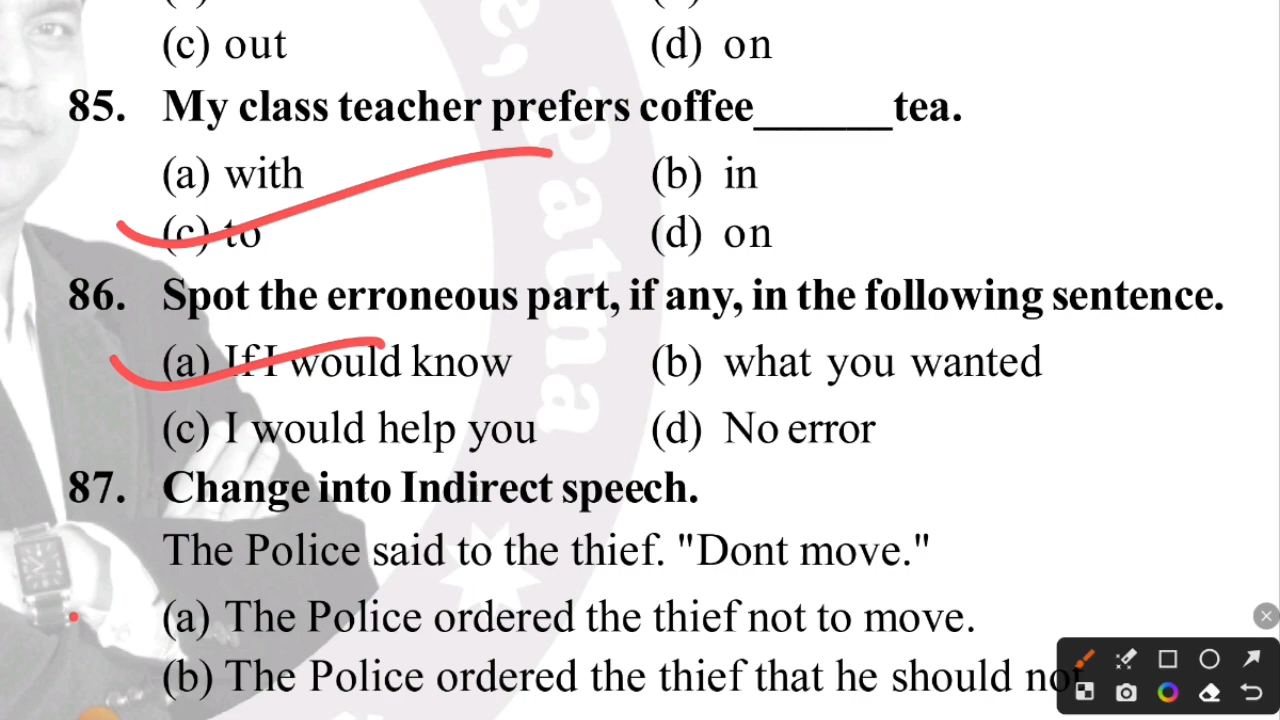 (c) out (d) on
85. My class teacher prefers coffee______tea.
(a) with (b) in
(c) to (d) on
86. Spot the erroneous part, if any, in the following sentence.
(a) If I would know (b) what you wanted
(c) I would help you (d) No error
87. Change into Indirect speech.
The Police said to the thief. "Dont move."
(a) The Police ordered the thief not to move.
(b) The Police ordered the thief that he should not
e, Patna